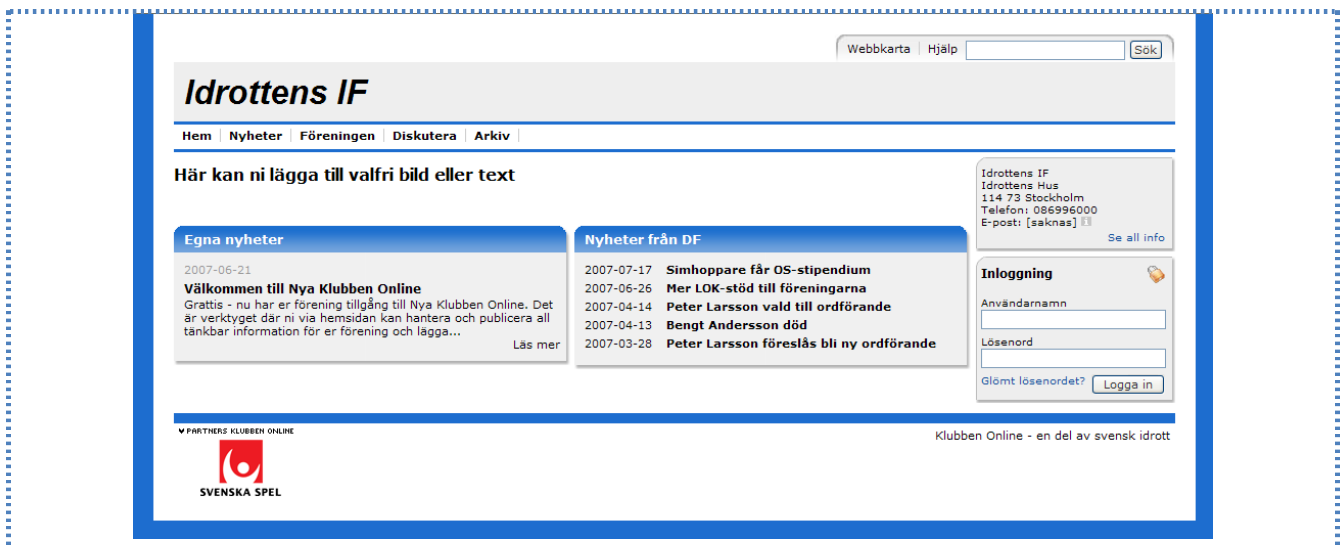 Webbkarta Hjälp Sök
Idrottens IF
Hem Nyheter Föreningen Diskutera Arkiv
Här kan ni lägga till valfri bild eller text
Egna nyheter
2007-06-21
Välkommen till Nya Klubben Online
Grattis - nu har er förening tillgång till Nya Klubben Online. Det
är verktyget där ni via hemsidan kan hantera och publicera all
tänkbar information för er förening och lägga...
Läs mer
Nyheter från DF
2007-07-17 Simhoppare får OS-stipendium
2007-06-26 Mer LOK-stöd till föreningarna
2007-04-14 Peter Larsson vald till ordförande
2007-04-13 Bengt Andersson död
2007-03-28 Peter Larsson föreslås bli ny ordförande
Idrottens IF
Idrottens Hus
114 73 Stockholm
Telefon: 086996000
E-post: [saknas]
Se all info
Inloggning
Användarnamn
Lösenord
Glömt lösenordet? Logga in
PARTNERS KLUBBEN ONLINE
SVENSKA SPEL
Klubben Online - en del av svensk idrott